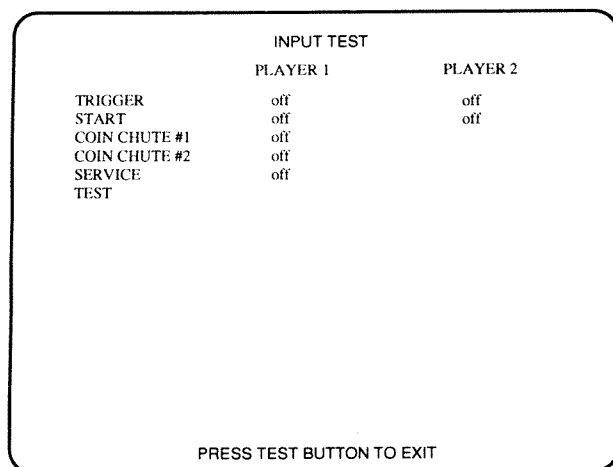 INPUT TEST
PLAYER 1 PLAYER 2
TRIGGER off off
START off off
COIN CHUTE #1 off
COIN CHUTE #2 off
SERVICE off
TEST
PRESS TEST BUTTON TO EXIT